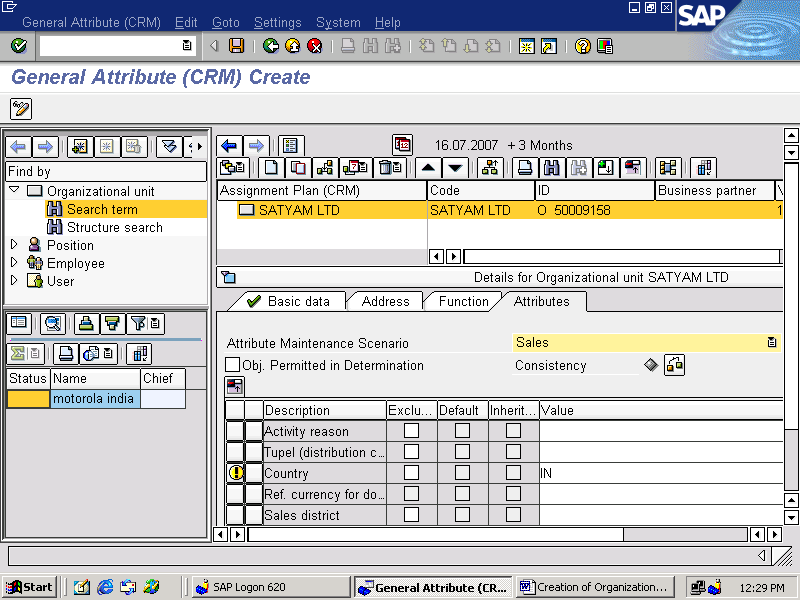 General Attribute (CRM) Edit Goto Settings System Help
SAP
General Attribute (CRM) Create
16.07.2007 + 3 Months
Find by
Organizational unit
Search term
Structure search
Position
Employee
User
Assignment Plan (CRM) Code ID Business partner
SATYAM LTD SATYAM LTD O 50009158 1
Details for Organizational unit SATYAM LTD
Basic data Address Function Attributes
Attribute Maintenance Scenario Sales
Obj. Permitted in Determination Consistency
Status Name Chief
motorola india
Description Exclu... Default Inherit... Value
Activity reason
Tupel (distribution c...
Country IN
Ref. currency for do...
Sales district
Start SAP Logon 620 General Attribute (CR... Creation of Organization... 12:29 PM